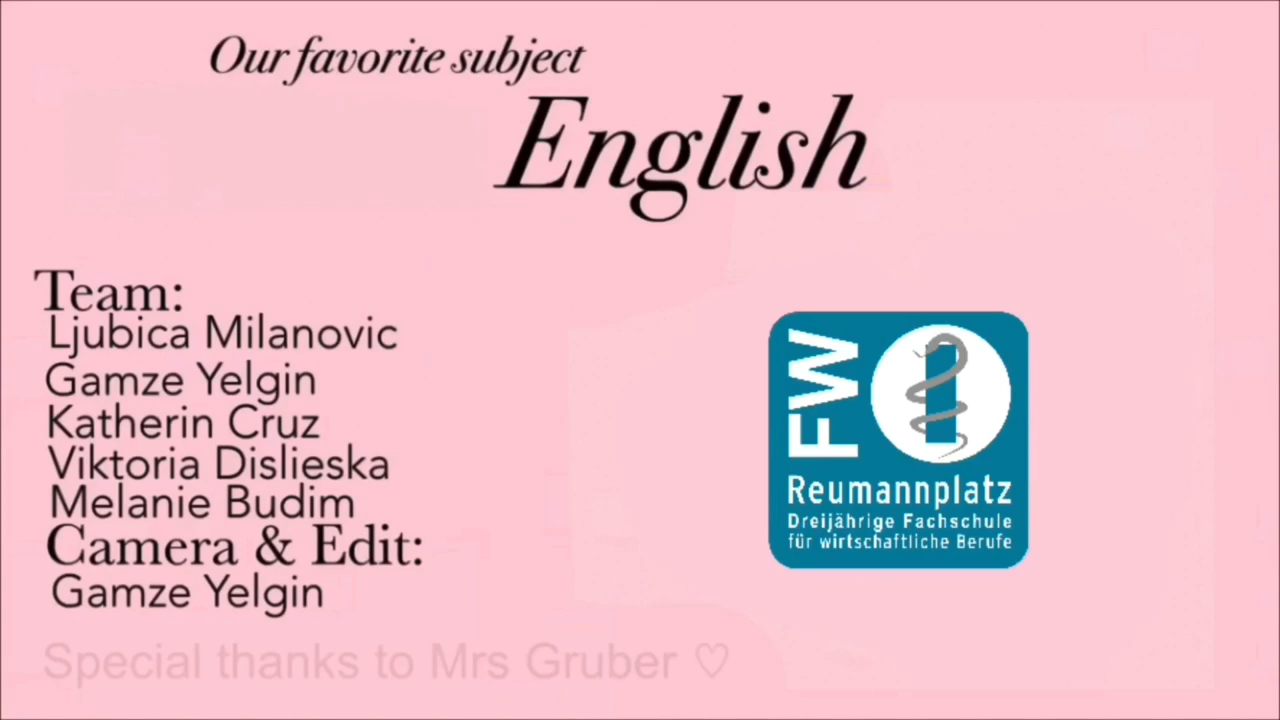 Our favorite subject
English
Team:
Ljubica Milanovic
Gamze Yelgin
Katherin Cruz
Viktoria Dislieska
Melanie Budim
Camera & Edit:
Gamze Yelgin
Special thanks to Mrs Gruber ♡
FW
Reumannplatz
Dreijährige Fachschule
für wirtschaftliche Berufe